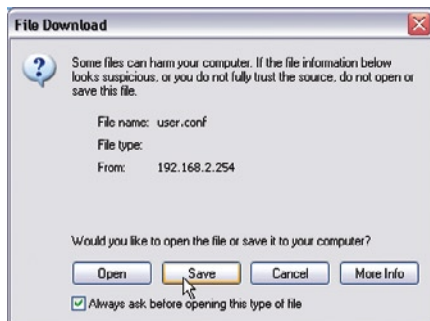 File Download
Some files can harm your computer. If the file information below
looks suspicious, or you do not fully trust the source, do not open or
save this file.
File name: user.conf
File type:
From: 192.168.2.254
Would you like to open the file or save it to your computer?
Open Save Cancel More Info
Always ask before opening this type of file